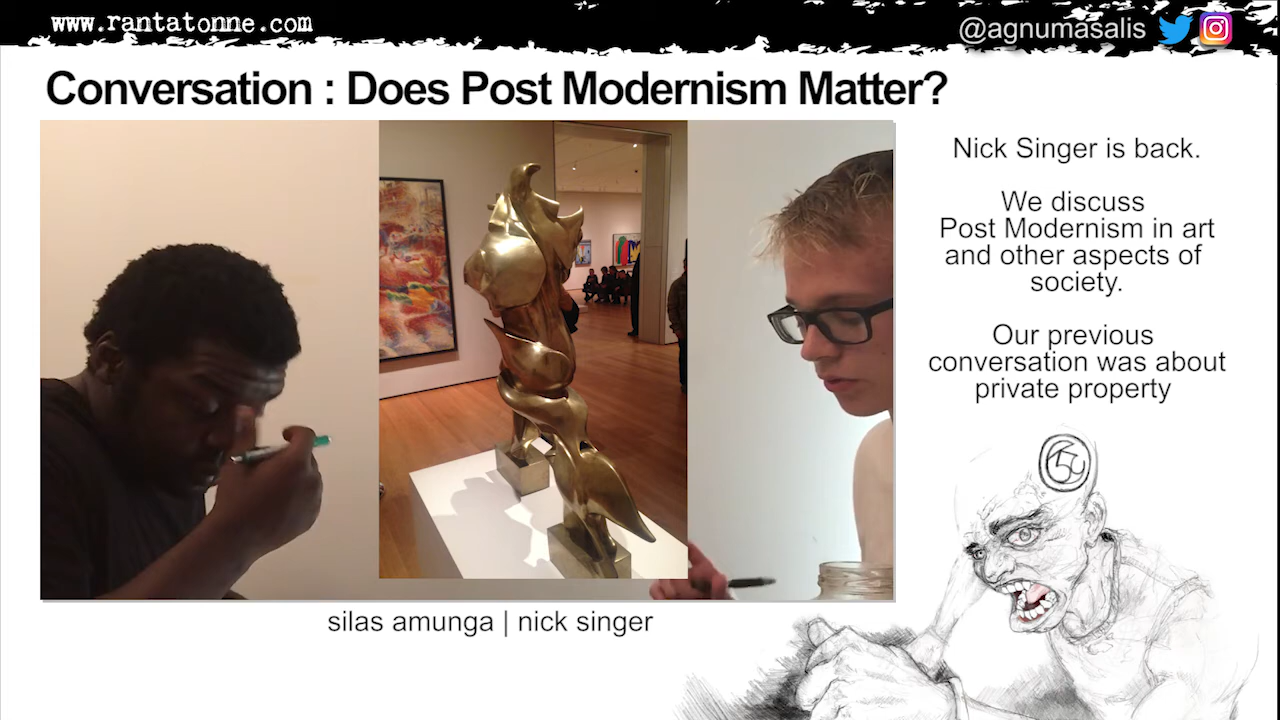 www.rantatonne.com
@agnumasalis
Conversation : Does Post Modernism Matter?
Nick Singer is back.
We discuss
Post Modernism in art
and other aspects of
society.
Our previous
conversation was about
private property
silas amunga | nick singer